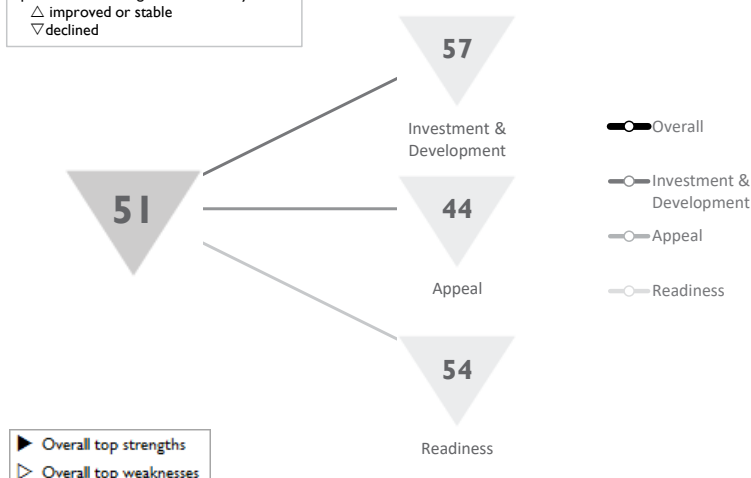 △ improved or stable
▽ declined
57
Investment &
Development
51
44
Appeal
54
Readiness
Overall
Investment &
Development
Appeal
Readiness
▶ Overall top strengths
▷ Overall top weaknesses